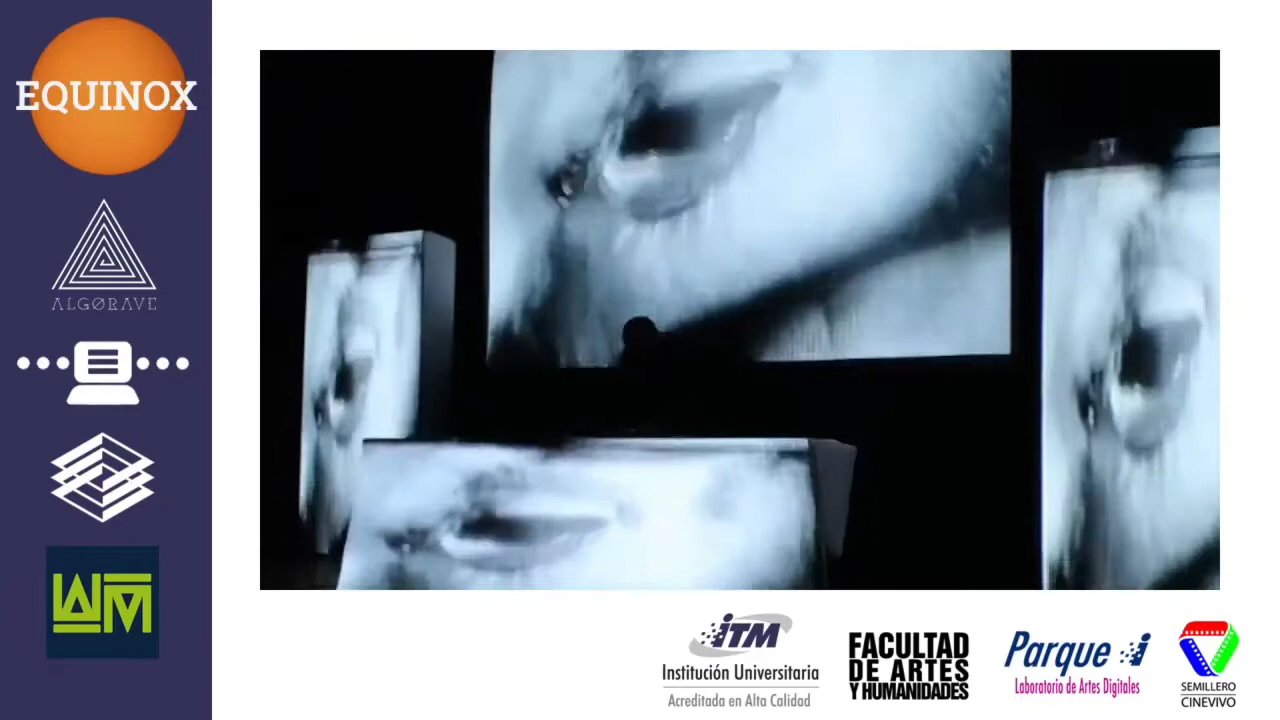 EQUINOX
ALGØRAVE
iTM
Institución Universitaria
Acreditada en Alta Calidad
FACULTAD
DE ARTES
Y HUMANIDADES
Parque i
Laboratorio de Artes Digitales
SEMILLERO
CINEVIVO